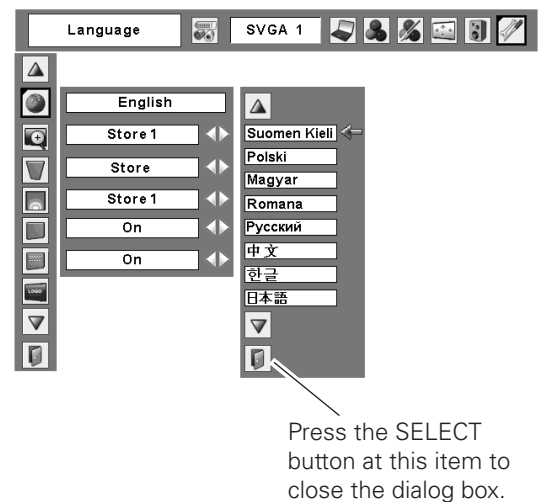 Language
SVGA 1
English
Store 1
Store
Store 1
On
On
LOGO
Suomen Kieli
Polski
Magyar
Romana
Русский
中文
한글
日本語
Press the SELECT
button at this item to
close the dialog box.